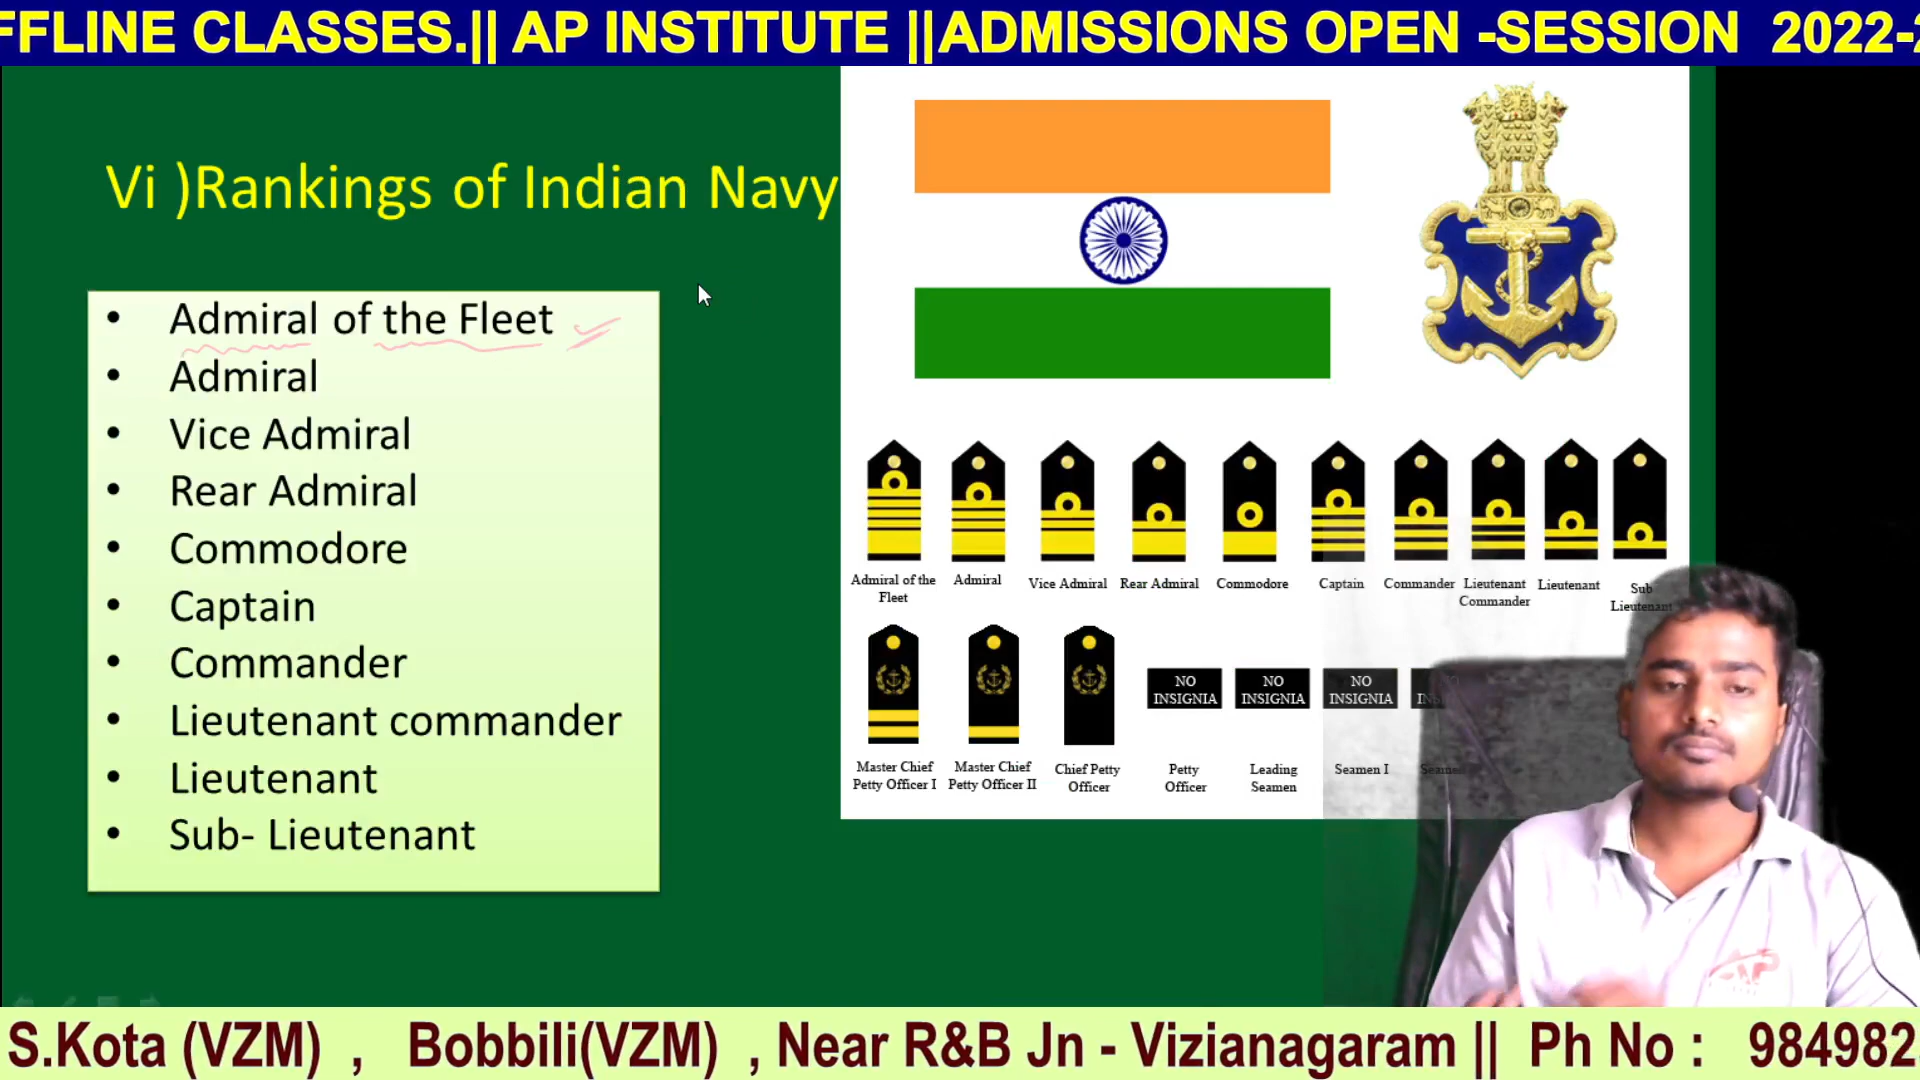 FFLINE CLASSES.|| AP INSTITUTE ||ADMISSIONS OPEN -SESSION 2022-
Vi )Rankings of Indian Navy
• Admiral of the Fleet
• Admiral
• Vice Admiral
• Rear Admiral
• Commodore
• Captain
• Commander
• Lieutenant commander
• Lieutenant
• Sub- Lieutenant
Admiral of the Fleet
Admiral
Vice Admiral
Rear Admiral
Commodore
Captain
Commander
Lieutenant Commander
Lieutenant
Sub Lieutenant
NO INSIGNIA
NO INSIGNIA
NO INSIGNIA
Master Chief Petty Officer I
Master Chief Petty Officer II
Chief Petty Officer
Petty Officer
Leading Seamen
Seamen I
S.Kota (VZM) , Bobbili(VZM) , Near R&B Jn - Vizianagaram || Ph No : 984982